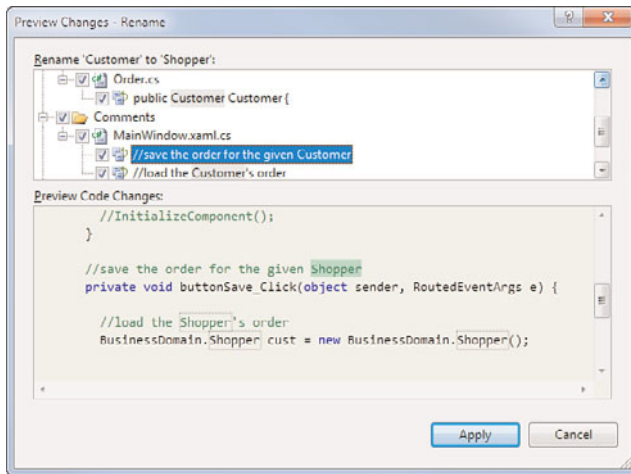 Preview Changes - Rename
Rename 'Customer' to 'Shopper':
Order.cs
public Customer Customer {
Comments
MainWindow.xaml.cs
//save the order for the given Customer
//load the Customer's order
Preview Code Changes:
//InitializeComponent();
}
//save the order for the given Shopper
private void buttonSave_Click(object sender, RoutedEventArgs e) {
//load the Shopper's order
BusinessDomain.Shopper cust = new BusinessDomain.Shopper();
Apply
Cancel